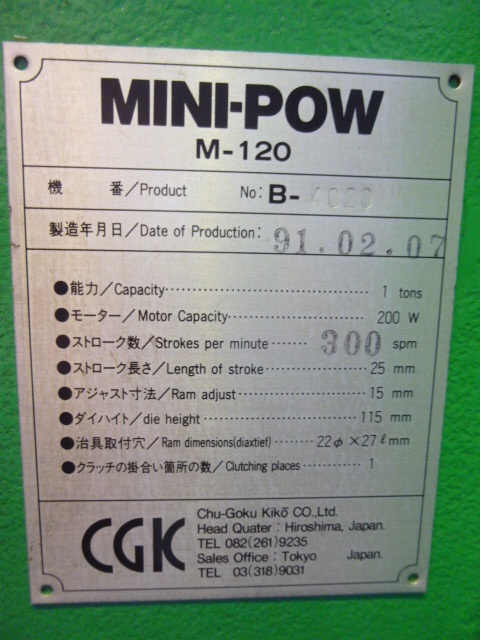 MINI-POW
M-120
機 番/Product No: B-4020
製造年月日/Date of Production: 91.02.07
●能力/Capacity 1 tons
●モーター/Motor Capacity 200 W
●ストローク数/Strokes per minute 300 spm
●ストローク長さ/Length of stroke 25 mm
●アジャスト寸法/Ram adjust 15 mm
●ダイハイト/die height 115 mm
●治具取付穴/Ram dimensions(diaxtief) 22φ×27ℓmm
●クラッチの掛合い箇所の数/Clutching places 1
CGK
Chu-Goku Kikō CO.,Ltd.
Head Quater: Hiroshima, Japan.
TEL 082(261)9235
Sales Office: Tokyo Japan.
TEL 03(318)9031